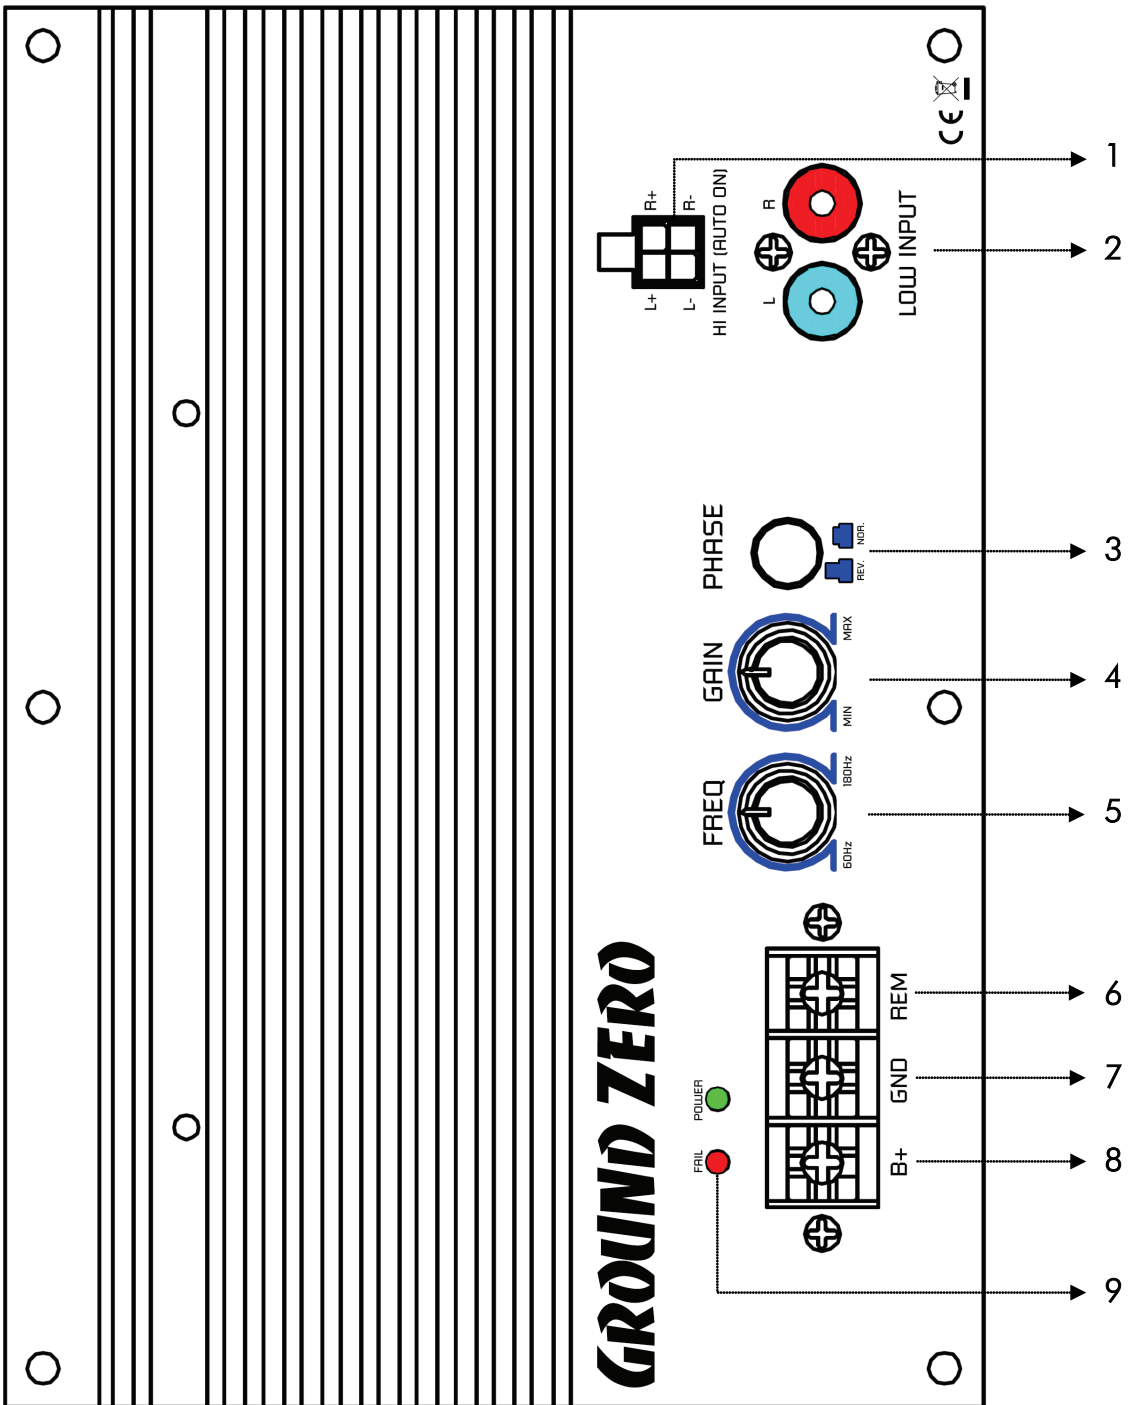 CE
1
R+
R-
L+
L-
HI INPUT (AUTO ON)
R
L
LOW INPUT
2
PHASE
NOR.
REV.
3
GAIN
MAX
MIN
4
FREQ
180Hz
60Hz
5
REM
6
GND
7
B+
8
POWER
FAIL
9
GROUND ZERO